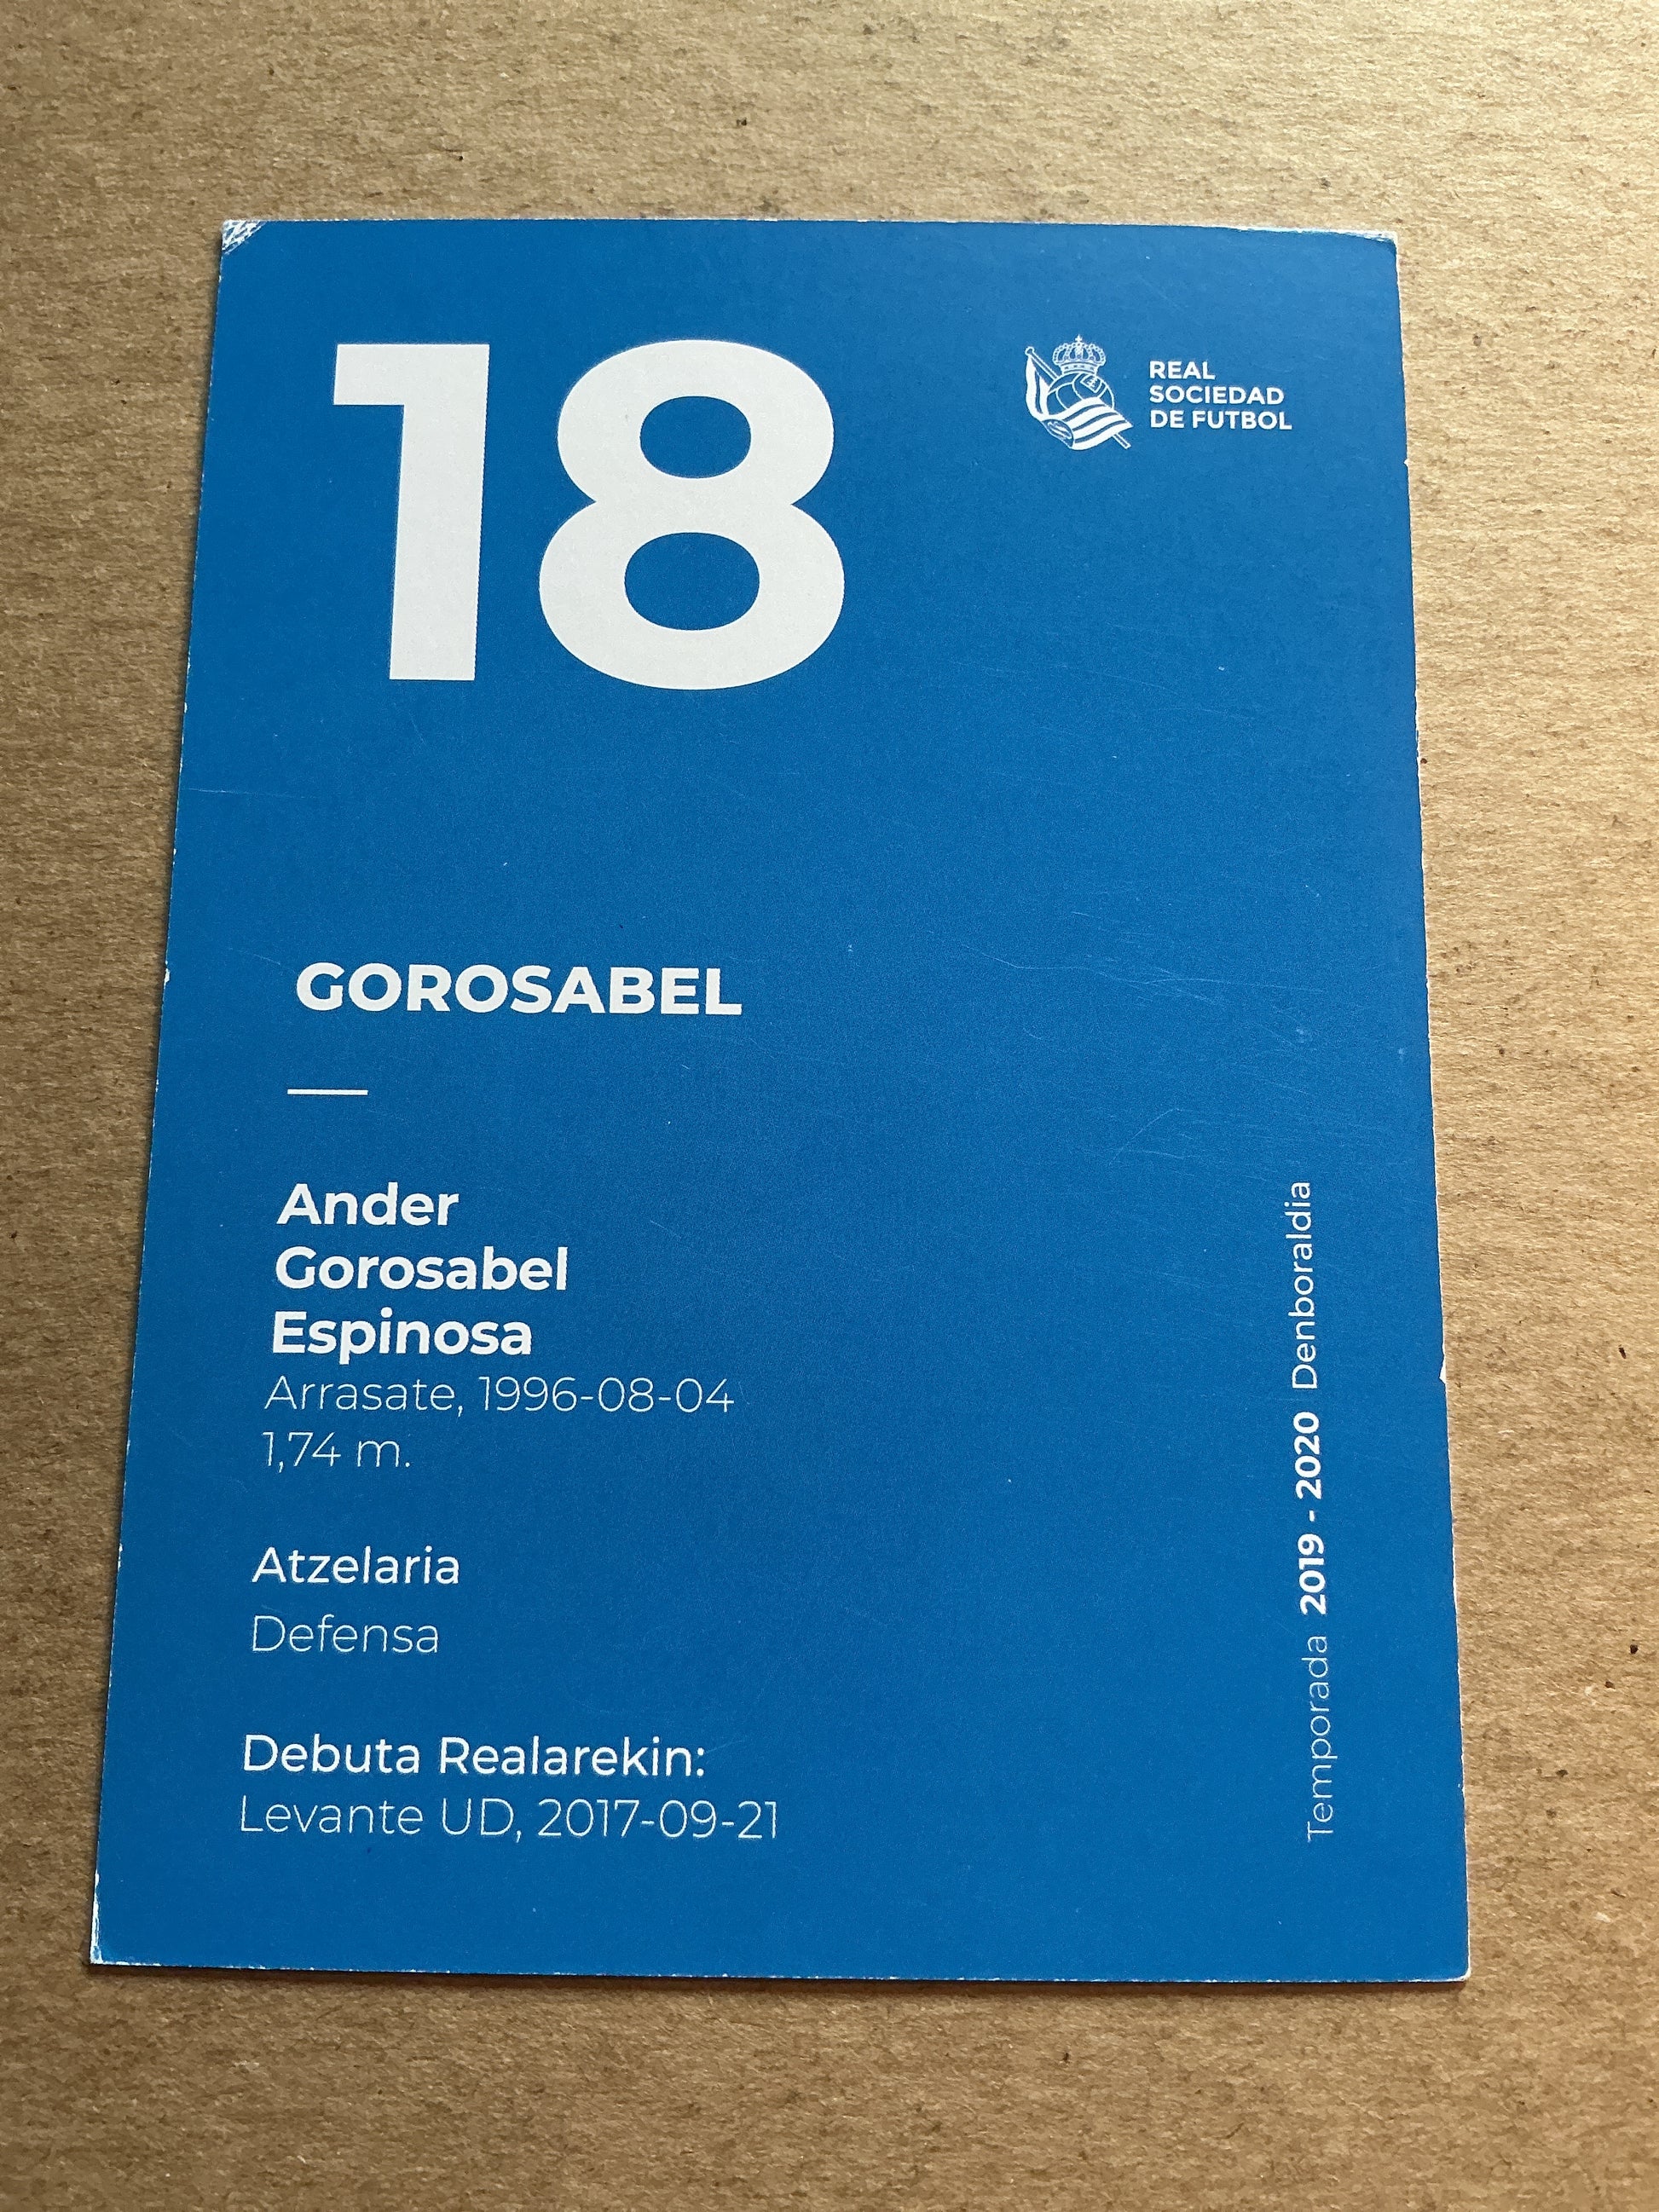 18
REAL
SOCIEDAD
DE FUTBOL
GOROSABEL
Ander
Gorosabel
Espinosa
Arrasate, 1996-08-04
1,74 m.
Atzelaria
Defensa
Debuta Realarekin:
Levante UD, 2017-09-21
Temporada 2019 - 2020 Denboraldia